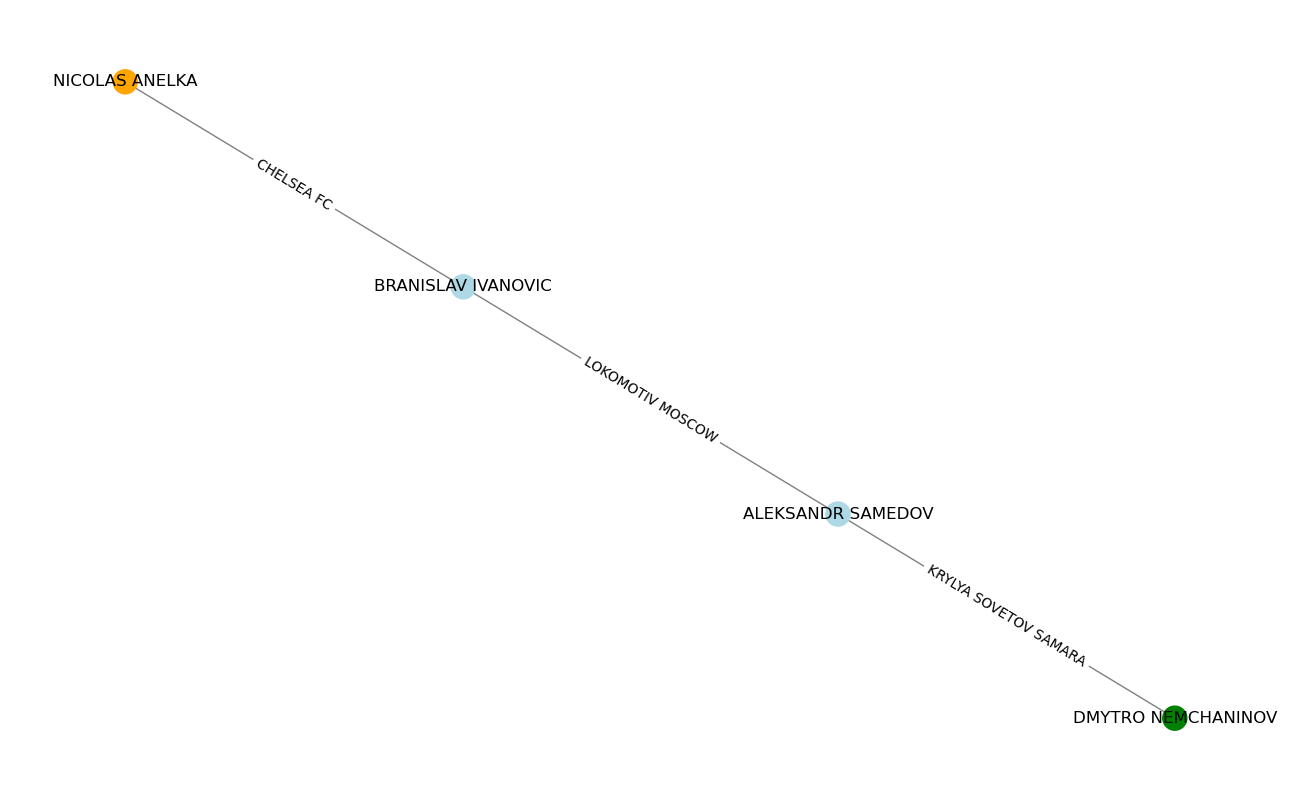 NICOLAS ANELKA
CHELSEA FC
BRANISLAV IVANOVIC
LOKOMOTIV MOSCOW
ALEKSANDR SAMEDOV
KRYLYA SOVETOV SAMARA
DMYTRO NEMCHANINOV